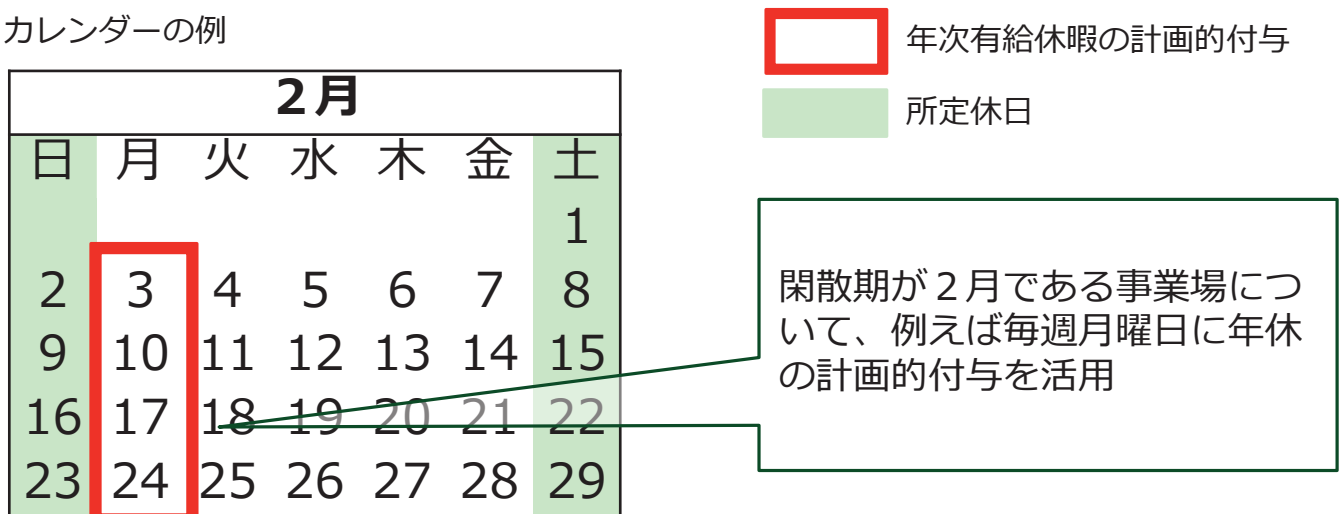 カレンダーの例
年次有給休暇の計画的付与
所定休日
2月
日 月 火 水 木 金 土
1
2 3 4 5 6 7 8
9 10 11 12 13 14 15
16 17 18 19 20 21 22
23 24 25 26 27 28 29
閑散期が2月である事業場につ
いて、例えば毎週月曜日に年休
の計画的付与を活用